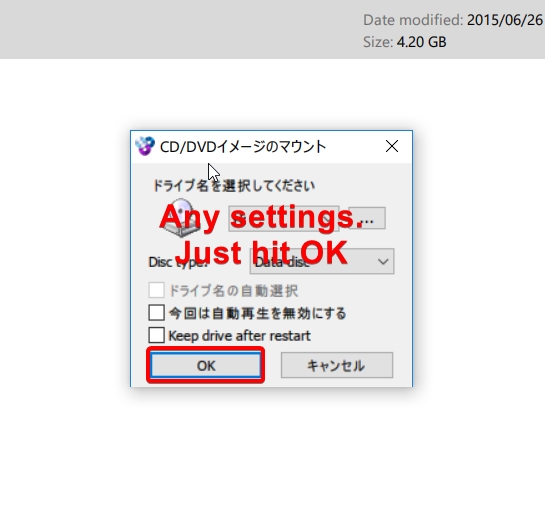 Date modified: 2015/06/26
Size: 4.20 GB
CD/DVDイメージのマウント
ドライブ名を選択してください
Any settings.
...
Just hit OK
Disc type:
Data disc
ドライブ名の自動選択
今回は自動再生を無効にする
Keep drive after restart
OK
キャンセル